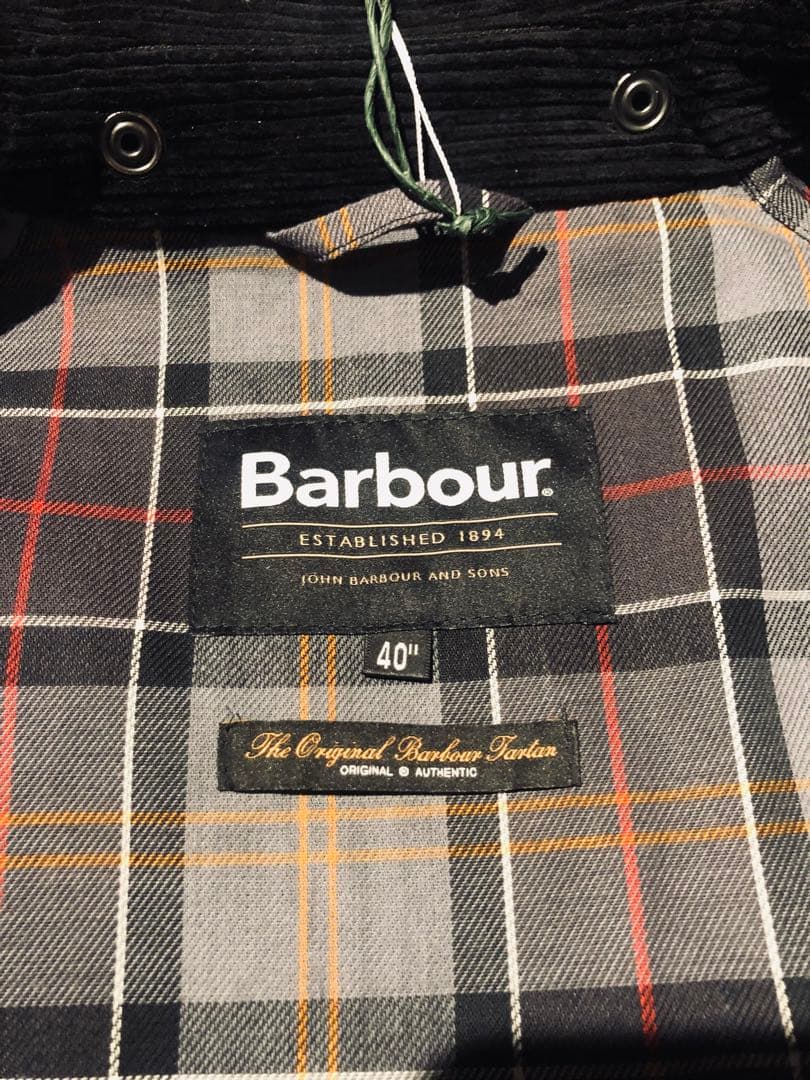 Barbour®
ESTABLISHED 1894
JOHN BARBOUR AND SONS
40"
The Original Barbour Tartan
ORIGINAL ® AUTHENTIC